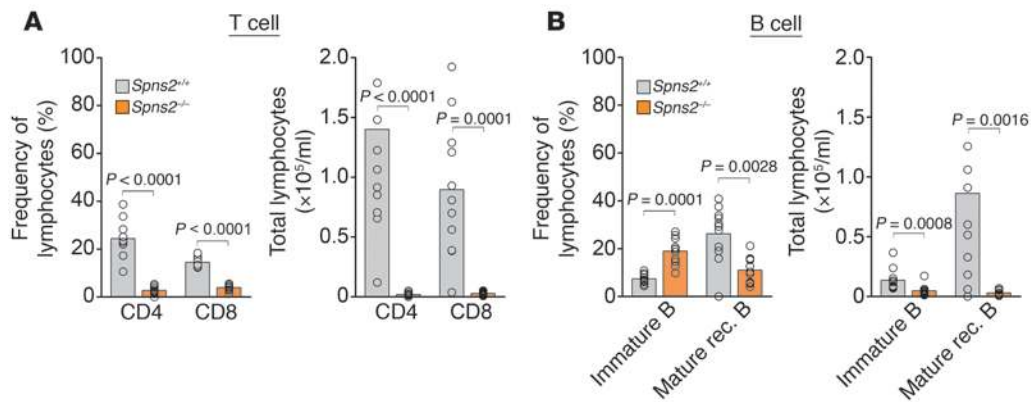 A
T cell
Frequency of
lymphocytes (%)
100
80
60
40
20
0
Spns2+/+
Spns2-/-
P < 0.0001
P < 0.0001
CD4
CD8
Total lymphocytes
(×10⁵/ml)
2.0
1.5
1.0
0.5
0
P < 0.0001
P = 0.0001
CD4
CD8
B
B cell
Frequency of
lymphocytes (%)
100
80
60
40
20
0
Spns2+/+
Spns2-/-
P = 0.0001
P = 0.0028
Immature B
Mature rec. B
Total lymphocytes
(×10⁵/ml)
2.0
1.5
1.0
0.5
0
P = 0.0008
P = 0.0016
Immature B
Mature rec. B